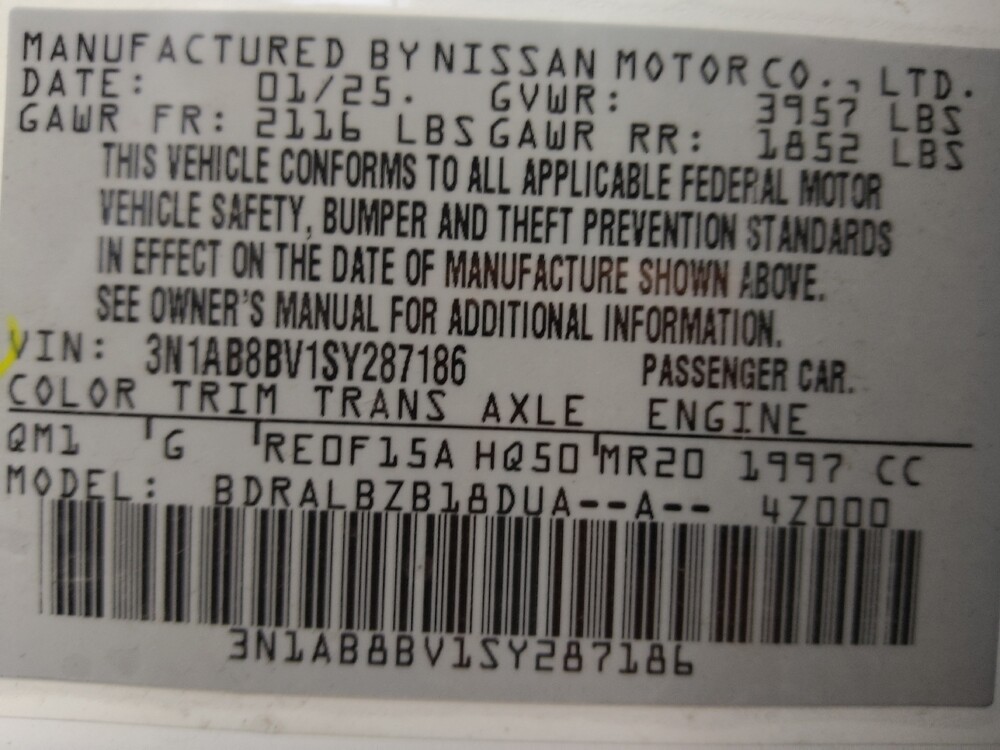 MANUFACTURED BY NISSAN MOTOR CO., LTD.
DATE: 01/25. GVWR: 3957 LBS
GAWR FR: 2116 LBS GAWR RR: 1852 LBS
THIS VEHICLE CONFORMS TO ALL APPLICABLE FEDERAL MOTOR
VEHICLE SAFETY, BUMPER AND THEFT PREVENTION STANDARDS
IN EFFECT ON THE DATE OF MANUFACTURE SHOWN ABOVE.
SEE OWNER'S MANUAL FOR ADDITIONAL INFORMATION.
VIN: 3N1AB8BV1SY287186 PASSENGER CAR.
COLOR TRIM TRANS AXLE ENGINE
QM1 G RE0F15A HQ50 MR20 1997 CC
MODEL: BDRALBZB18DUA--A-- 4Z000
3N1AB8BV1SY287186